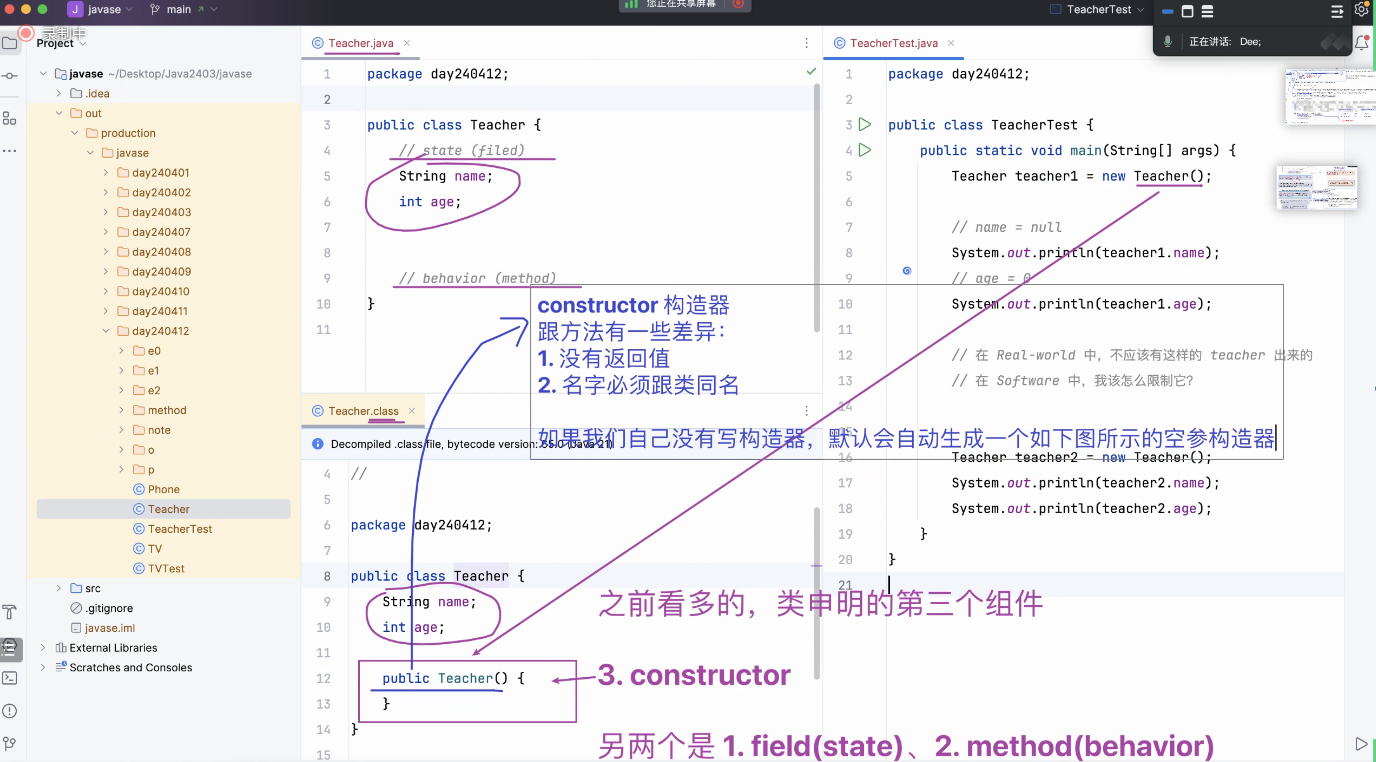 javase
main
您正在共享屏幕
TeacherTest
正在讲话: Dee;
录制中
Project
javase ~/Desktop/Java2403/javase
.idea
out
production
javase
day240401
day240402
day240403
day240407
day240408
day240409
day240410
day240411
day240412
e0
e1
e2
method
note
o
p
Phone
Teacher
TeacherTest
TV
TVTest
src
.gitignore
javase.iml
External Libraries
Scratches and Consoles
Teacher.java
1 package day240412;
2
3 public class Teacher {
4 // state (filed)
5 String name;
6 int age;
7
8
9 // behavior (method)
10 }
11
Teacher.class
Decompiled .class file, bytecode version: 65.0 (Java 21)
4 //
5
6 package day240412;
7
8 public class Teacher {
9 String name;
10 int age;
11
12 public Teacher() {
13 }
14 }
15
TeacherTest.java
1 package day240412;
2
3 public class TeacherTest {
4 public static void main(String[] args) {
5 Teacher teacher1 = new Teacher();
6
7 // name = null
8 System.out.println(teacher1.name);
9 // age = 0
10 System.out.println(teacher1.age);
11
12 // 在 Real-world 中，不应该有这样的 teacher 出来的
13 // 在 Software 中，我该怎么限制它？
14
16 Teacher teacher2 = new Teacher();
17 System.out.println(teacher2.name);
18 System.out.println(teacher2.age);
19 }
20 }
21
constructor 构造器
跟方法有一些差异：
1. 没有返回值
2. 名字必须跟类同名
如果我们自己没有写构造器，默认会自动生成一个如下图所示的空参构造器
之前看多的，类申明的第三个组件
3. constructor
另两个是 1. field(state)、2. method(behavior)